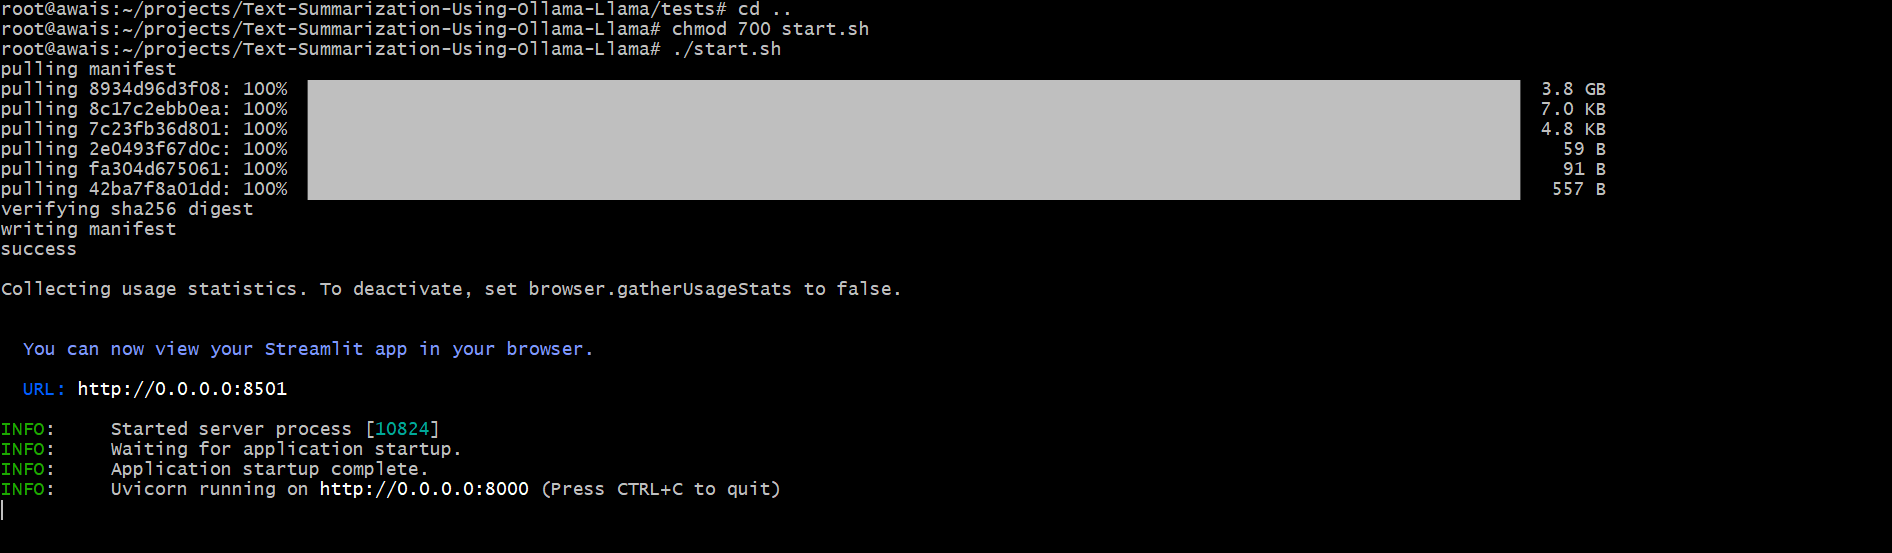 root@awais:~/projects/Text-Summarization-Using-Ollama-Llama/tests# cd ..
root@awais:~/projects/Text-Summarization-Using-Ollama-Llama# chmod 700 start.sh
root@awais:~/projects/Text-Summarization-Using-Ollama-Llama# ./start.sh
pulling manifest
pulling 8934d96d3f08: 100% 3.8 GB
pulling 8c17c2ebb0ea: 100% 7.0 KB
pulling 7c23fb36d801: 100% 4.8 KB
pulling 2e0493f67d0c: 100% 59 B
pulling fa304d675061: 100% 91 B
pulling 42ba7f8a01dd: 100% 557 B
verifying sha256 digest
writing manifest
success
Collecting usage statistics. To deactivate, set browser.gatherUsageStats to false.
You can now view your Streamlit app in your browser.
URL: http://0.0.0.0:8501
INFO: Started server process [10824]
INFO: Waiting for application startup.
INFO: Application startup complete.
INFO: Uvicorn running on http://0.0.0.0:8000 (Press CTRL+C to quit)